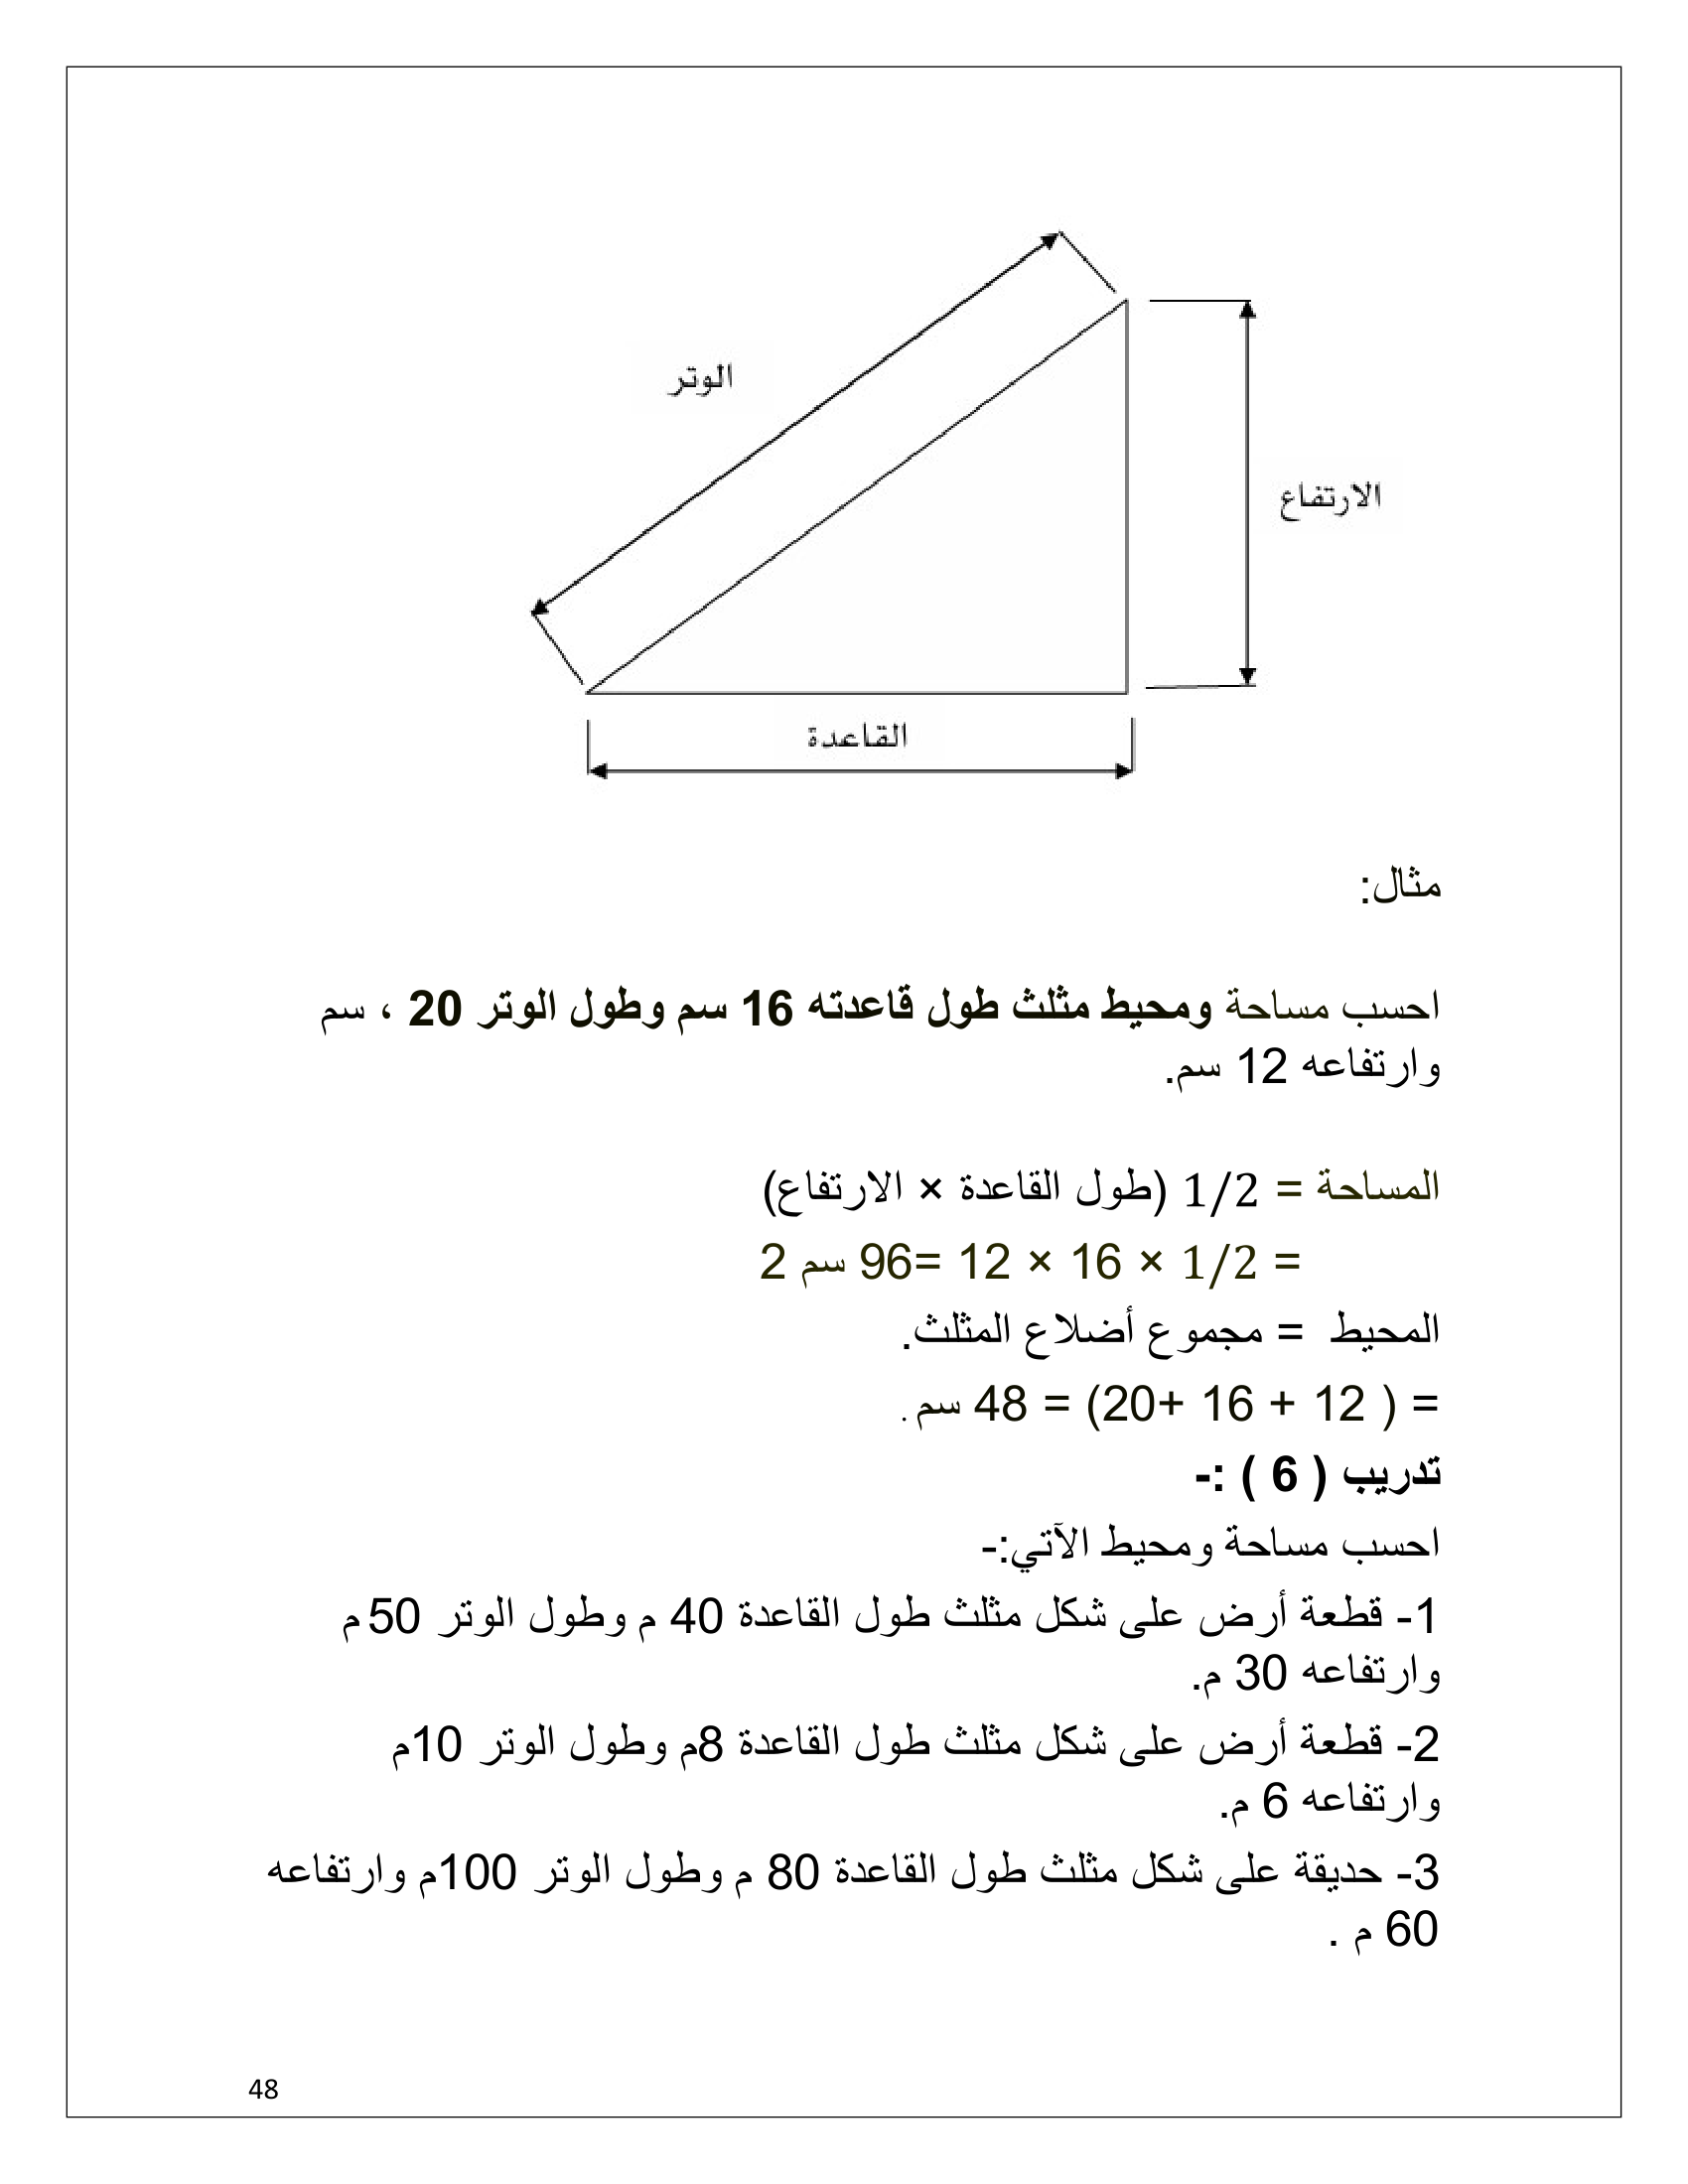 الوتر
الارتفاع
القاعدة
مثال:
احسب مساحة ومحيط مثلث طول قاعدته 16 سم وطول الوتر 20 ، سم
وارتفاعه 12 سم.
المساحة = 1/2 (طول القاعدة × الارتفاع)
= 1/2 × 16 × 12 =96 سم 2
المحيط = مجموع أضلاع المثلث.
= ( 12 + 16 +20) = 48 سم .
تدريب ( 6 ) :-
احسب مساحة ومحيط الآتي:-
1- قطعة أرض على شكل مثلث طول القاعدة 40 م وطول الوتر 50 م
وارتفاعه 30 م.
2- قطعة أرض على شكل مثلث طول القاعدة 8م وطول الوتر 10م
وارتفاعه 6 م.
3- حديقة على شكل مثلث طول القاعدة 80 م وطول الوتر 100م وارتفاعه
60 م .
48